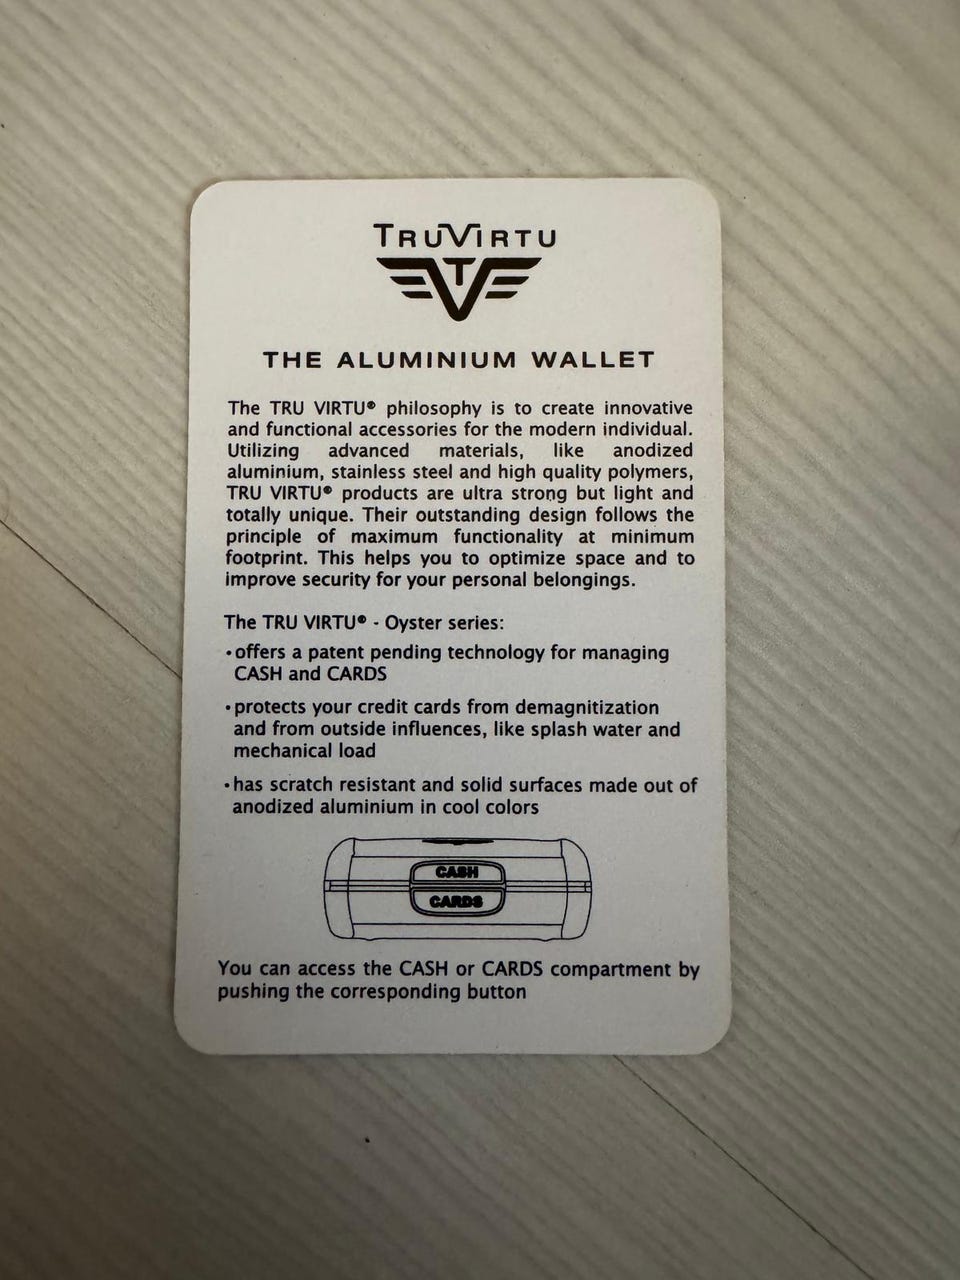 TRUVIRTU
THE ALUMINIUM WALLET
The TRU VIRTU® philosophy is to create innovative
and functional accessories for the modern individual.
Utilizing advanced materials, like anodized
aluminium, stainless steel and high quality polymers,
TRU VIRTU® products are ultra strong but light and
totally unique. Their outstanding design follows the
principle of maximum functionality at minimum
footprint. This helps you to optimize space and to
improve security for your personal belongings.
The TRU VIRTU® - Oyster series:
• offers a patent pending technology for managing
CASH and CARDS
• protects your credit cards from demagnitization
and from outside influences, like splash water and
mechanical load
• has scratch resistant and solid surfaces made out of
anodized aluminium in cool colors
CASH
CARDS
You can access the CASH or CARDS compartment by
pushing the corresponding button